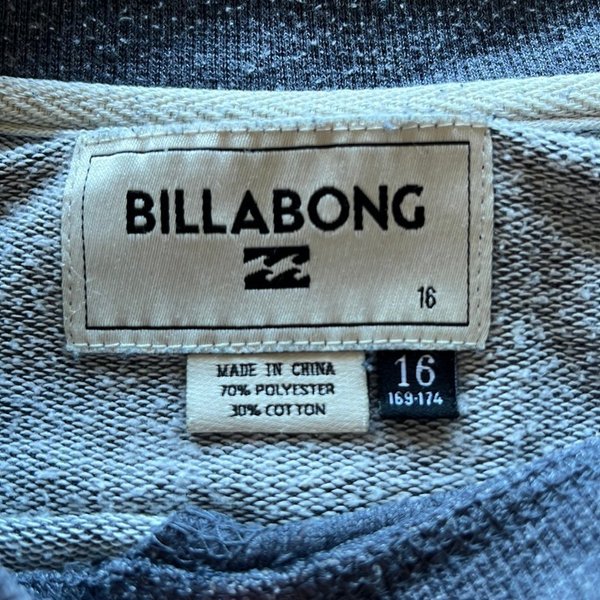 BILLABONG
16
MADE IN CHINA
70% POLYESTER
30% COTTON
16
169-174